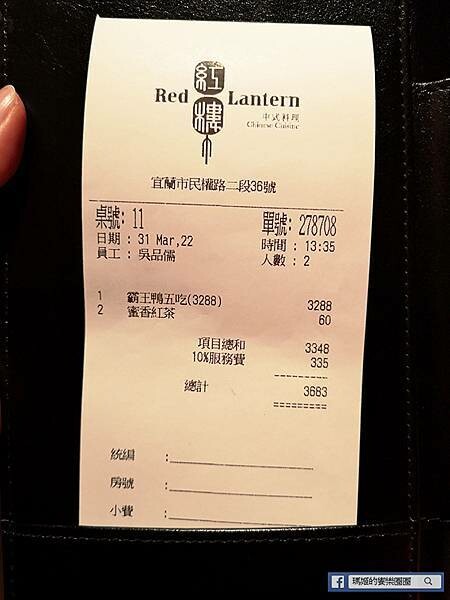 紅樓
Red Lantern
中式料理
Chinese Cuisine
宜蘭市民權路二段36號
桌號: 11 單號: 278708
日期 : 31 Mar,22 時間 : 13:35
員工 : 吳品儒 人數 : 2
1 霸王鴨五吃(3288) 3288
2 蜜香紅茶 60
項目總和 3348
10%服務費 335
----------
總計 3683
=========
統編 :
房號 :
小費 :
瑪姬的饗樂團團